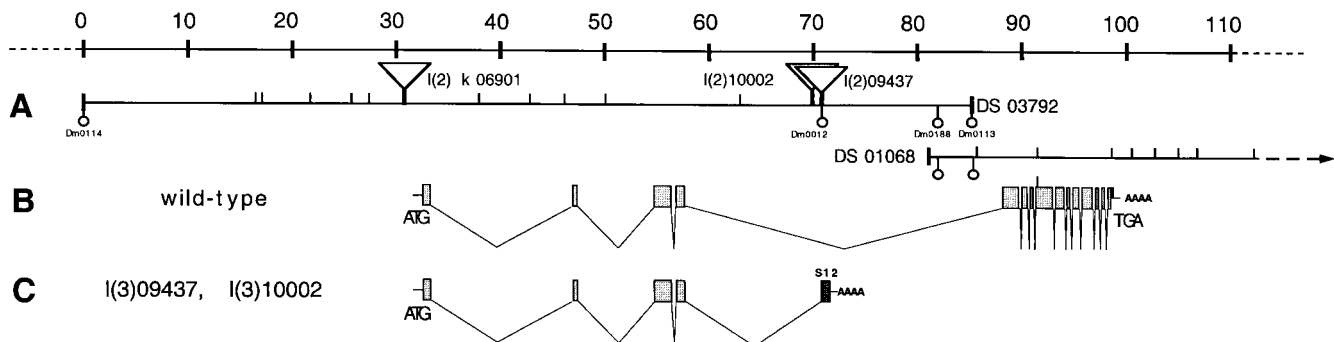 0 10 20 30 40 50 60 70 80 90 100 110
A
l(2) k 06901
l(2)10002
l(2)09437
DS 03792
Dm0114
Dm0012
Dm0188
Dm0113
DS 01068
B
wild-type
ATG
AAAA
TGA
C
l(3)09437, l(3)10002
ATG
S12
AAAA